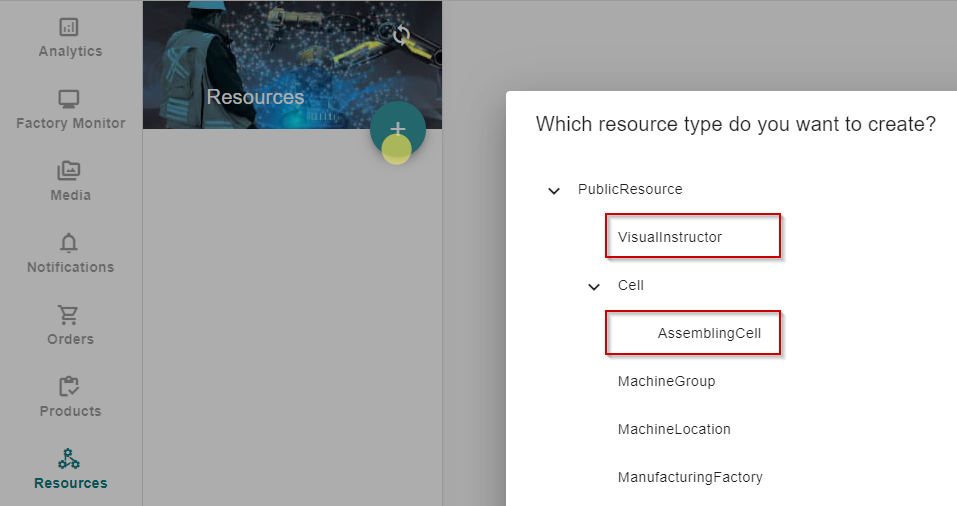 Analytics
Factory Monitor
Media
Notifications
Orders
Products
Resources
Resources
+
Which resource type do you want to create?
PublicResource
VisualInstructor
Cell
AssemblingCell
MachineGroup
MachineLocation
ManufacturingFactory